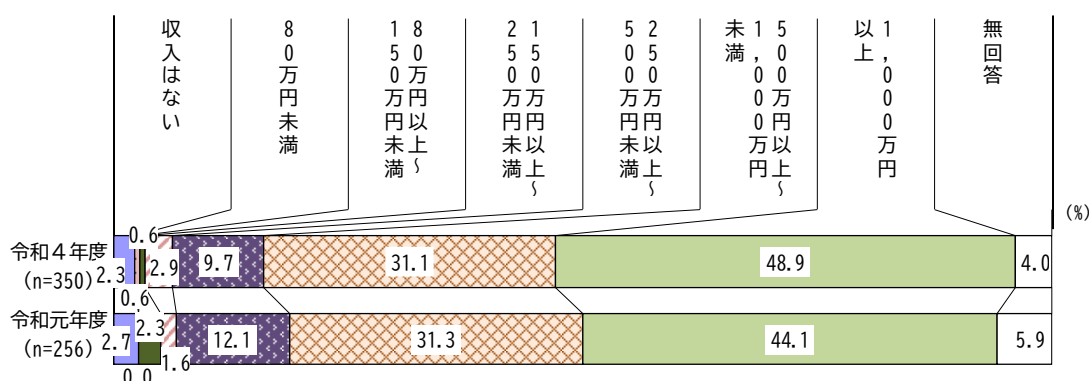 収入はない
８０万円未満
８０万円以上～
１５０万円未満
１５０万円以上～
２５０万円未満
２５０万円以上～
５００万円未満
５００万円以上～
１,０００万円
未満
１,０００万円
以上
無回答
(%)
令和４年度
(n=350)
2.3
0.6
0.6
2.9
9.7
31.1
48.9
4.0
令和元年度
(n=256)
2.7
0.0
2.3
1.6
12.1
31.3
44.1
5.9